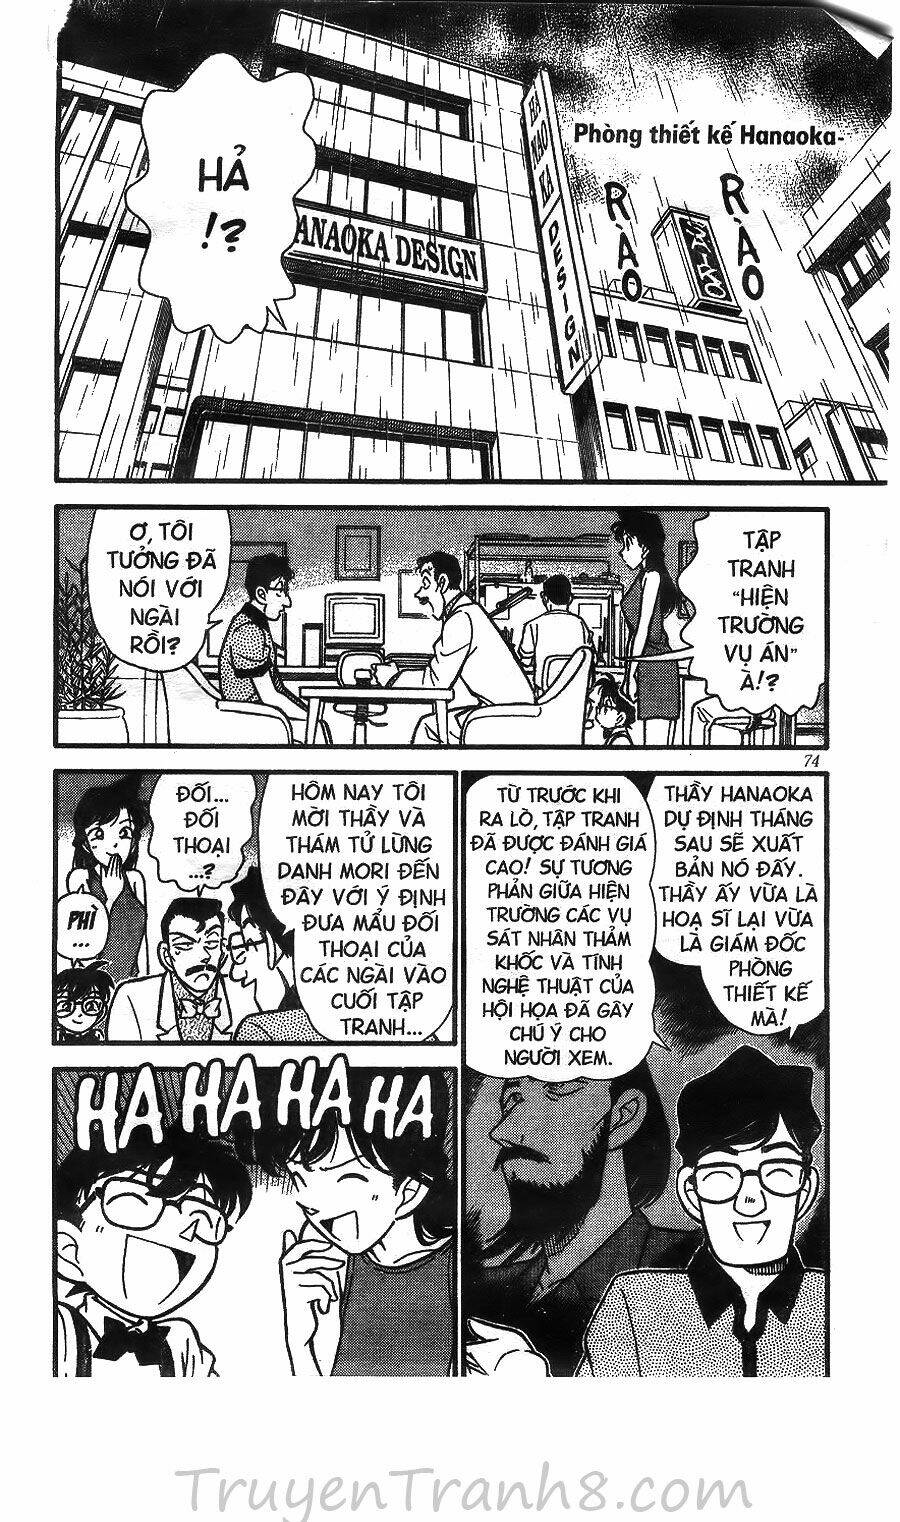 Phòng thiết kế Hanaoka-
HẢ
!?
ANAOKA DESIGN
HA
NAO
KA
DESIGN
SAIKO
RÀO
RÀO
TẬP
TRANH
“HIỆN
TRƯỜNG
VỤ ÁN”
À!?
Ơ, TÔI
TƯỞNG ĐÃ
NÓI VỚI
NGÀI
RỒI?
74
THẦY HANAOKA
DỰ ĐỊNH THÁNG
SAU SẼ XUẤT
BẢN NÓ ĐẤY.
THẦY ẤY VỪA LÀ
HOẠ SĨ LẠI VỪA
LÀ GIÁM ĐỐC
PHÒNG
THIẾT KẾ
MÀ!
TỪ TRƯỚC KHI
RA LÒ, TẬP TRANH
ĐÃ ĐƯỢC ĐÁNH GIÁ
CAO! SỰ TƯƠNG
PHẢN GIỮA HIỆN
TRƯỜNG CÁC VỤ
SÁT NHÂN THẢM
KHỐC VÀ TÍNH
NGHỆ THUẬT CỦA
HỘI HỌA ĐÃ GÂY
CHÚ Ý CHO
NGƯỜI XEM.
HÔM NAY TÔI
MỜI THẦY VÀ
THÁM TỬ LỪNG
DANH MORI ĐẾN
ĐÂY VỚI Ý ĐỊNH
ĐƯA MẨU ĐỐI
THOẠI CỦA
CÁC NGÀI VÀO
CUỐI TẬP
TRANH...
ĐỐI...
ĐỐI
THOẠI
...?
PHÌ
...
HA HA HA HA
TruyenTranh8.com